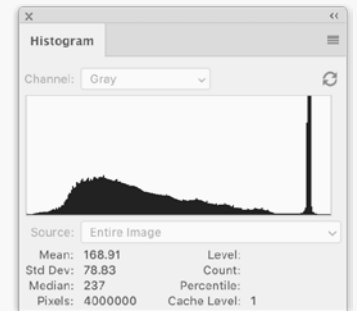 Histogram
Channel: Gray
Source: Entire Image
Mean: 168.91 Level:
Std Dev: 78.83 Count:
Median: 237 Percentile:
Pixels: 4000000 Cache Level: 1